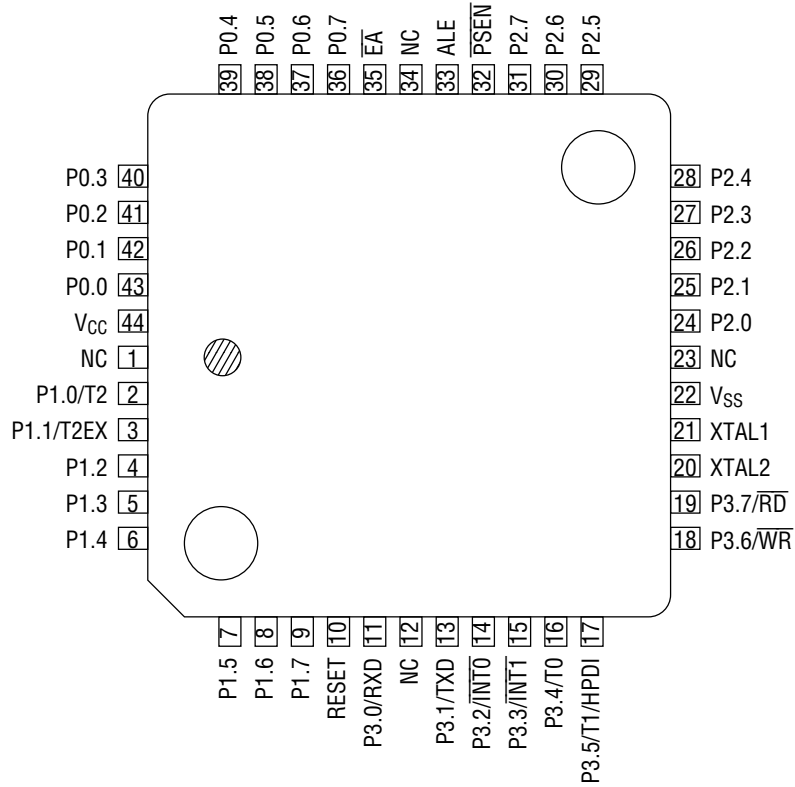 P0.4
P0.5
P0.6
P0.7
E̅A̅
NC
ALE
P̅S̅E̅N̅
P2.7
P2.6
P2.5
39
38
37
36
35
34
33
32
31
30
29
P0.3 40
P0.2 41
P0.1 42
P0.0 43
VCC 44
NC 1
P1.0/T2 2
P1.1/T2EX 3
P1.2 4
P1.3 5
P1.4 6
28 P2.4
27 P2.3
26 P2.2
25 P2.1
24 P2.0
23 NC
22 VSS
21 XTAL1
20 XTAL2
19 P3.7/R̅D̅
18 P3.6/W̅R̅
7
8
9
10
11
12
13
14
15
16
17
P1.5
P1.6
P1.7
RESET
P3.0/RXD
NC
P3.1/TXD
P3.2/I̅N̅T̅0̅
P3.3/I̅N̅T̅1̅
P3.4/T0
P3.5/T1/HPDI